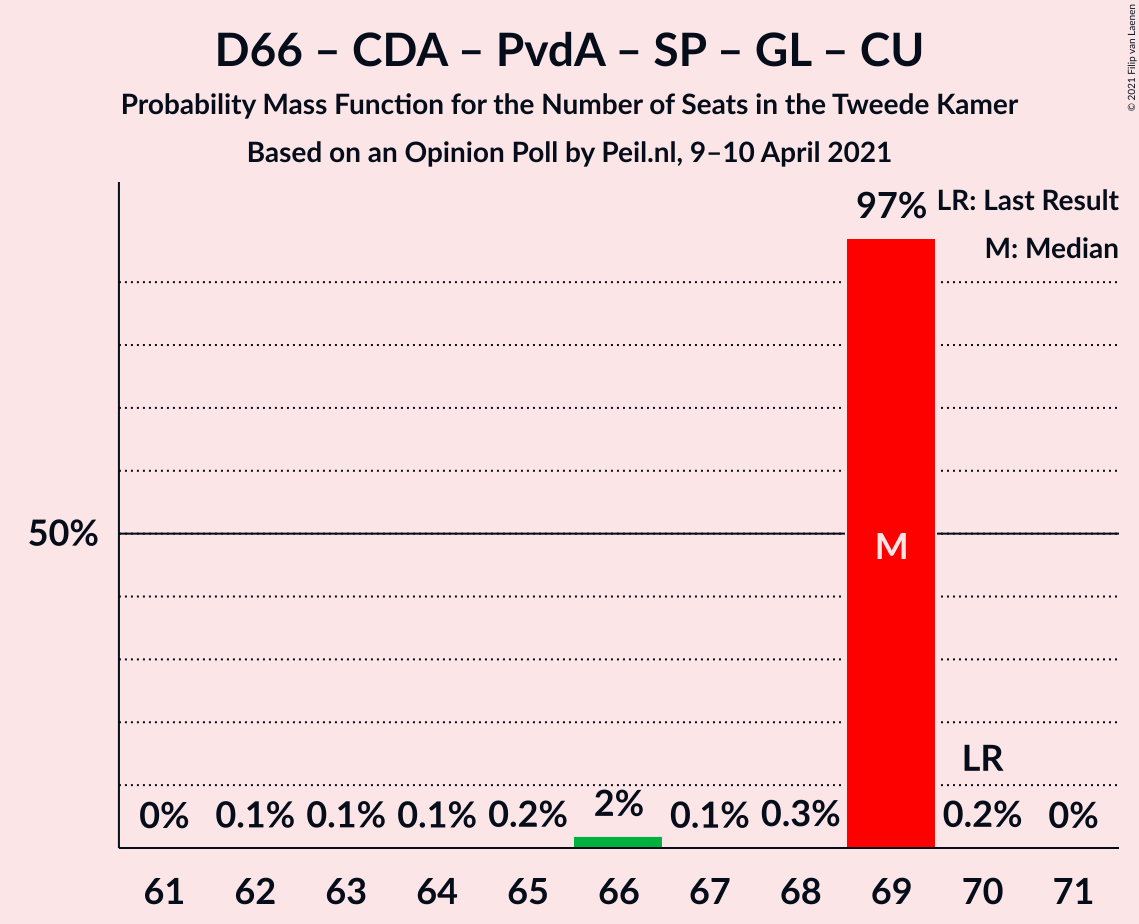 D66 – CDA – PvdA – SP – GL – CU
Probability Mass Function for the Number of Seats in the Tweede Kamer
Based on an Opinion Poll by Peil.nl, 9–10 April 2021
© 2021 Filip van Laenen
LR: Last Result
M: Median
97%
50%
M
LR
0% 0.1% 0.1% 0.1% 0.2% 2% 0.1% 0.3% 0.2% 0%
61 62 63 64 65 66 67 68 69 70 71